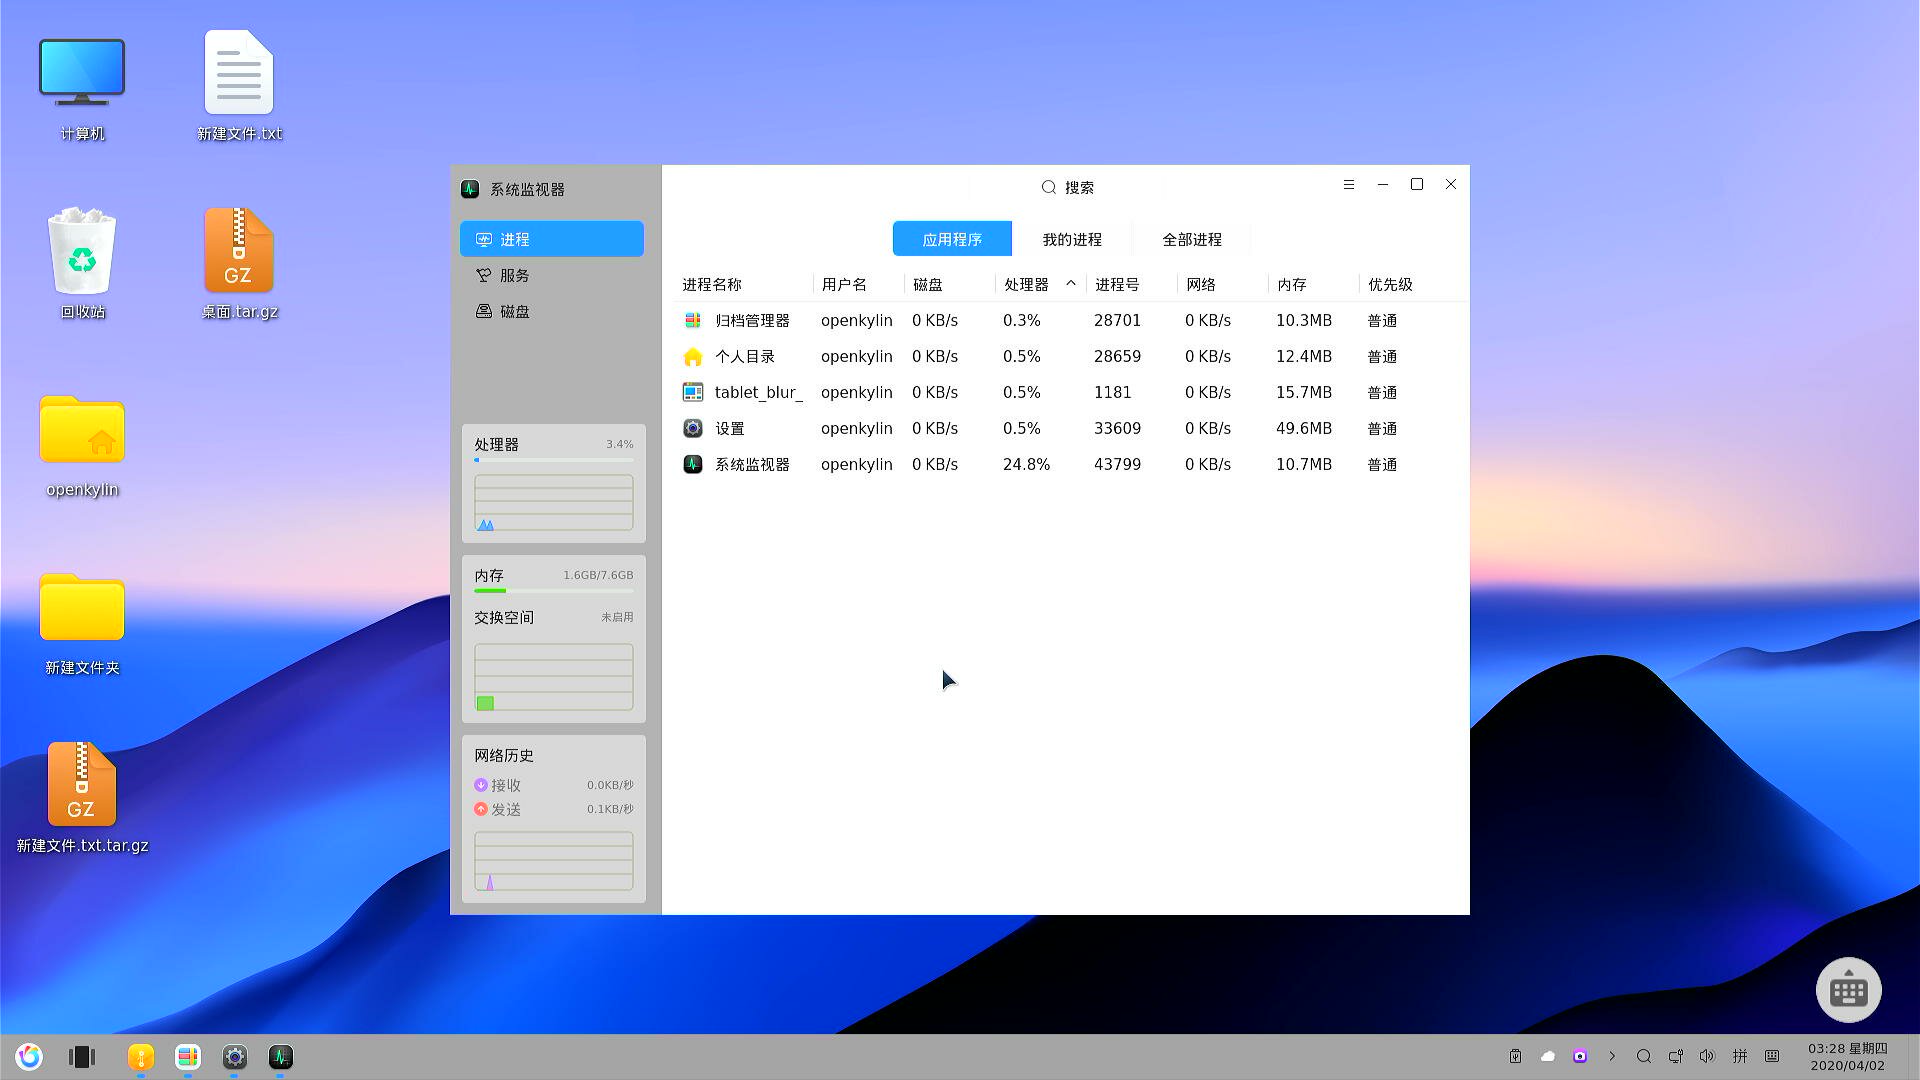 计算机
新建文件.txt
回收站
GZ
桌面.tar.gz
openkylin
新建文件夹
GZ
新建文件.txt.tar.gz
系统监视器
搜索
进程
服务
磁盘
应用程序 我的进程 全部进程
进程名称 用户名 磁盘 处理器 进程号 网络 内存 优先级
归档管理器 openkylin 0 KB/s 0.3% 28701 0 KB/s 10.3MB 普通
个人目录 openkylin 0 KB/s 0.5% 28659 0 KB/s 12.4MB 普通
tablet_blur_ openkylin 0 KB/s 0.5% 1181 0 KB/s 15.7MB 普通
设置 openkylin 0 KB/s 0.5% 33609 0 KB/s 49.6MB 普通
系统监视器 openkylin 0 KB/s 24.8% 43799 0 KB/s 10.7MB 普通
处理器 3.4%
内存 1.6GB/7.6GB
交换空间 未启用
网络历史
接收 0.0KB/秒
发送 0.1KB/秒
拼
03:28 星期四
2020/04/02